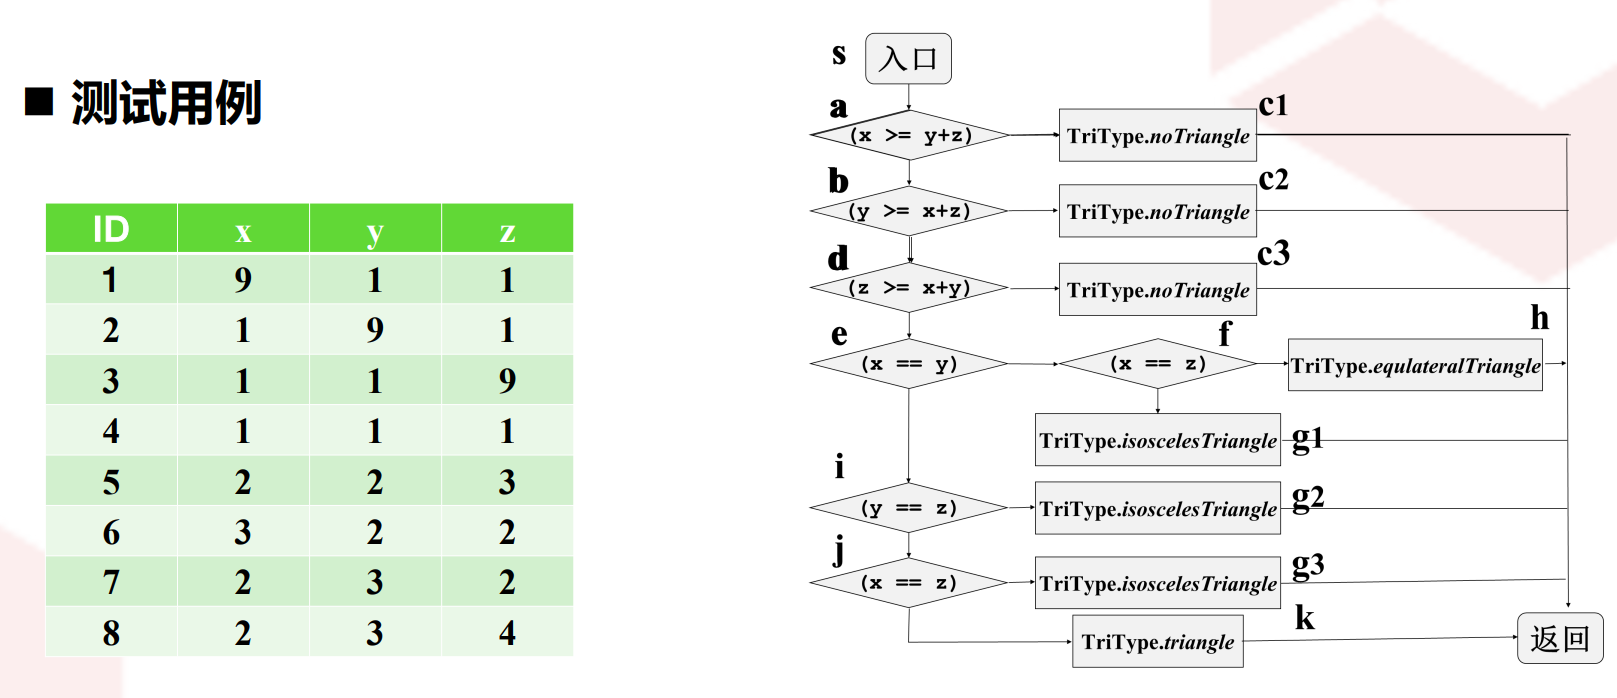 ■ 测试用例
ID x y z
1 9 1 1
2 1 9 1
3 1 1 9
4 1 1 1
5 2 2 3
6 3 2 2
7 2 3 2
8 2 3 4
s 入口
a (x >= y+z) TriType.noTriangle c1
b (y >= x+z) TriType.noTriangle c2
d (z >= x+y) TriType.noTriangle c3
e (x == y) f (x == z) TriType.equlateralTriangle h
TriType.isoscelesTriangle g1
i (y == z) TriType.isoscelesTriangle g2
j (x == z) TriType.isoscelesTriangle g3
TriType.triangle k
返回